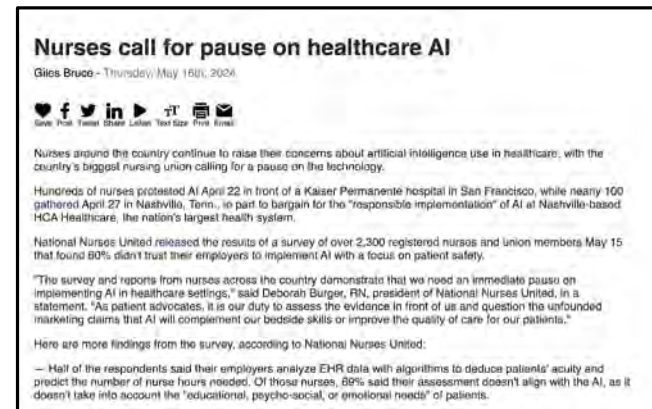 Nurses call for pause on healthcare AI
Giles Bruce - Thursday, May 16th, 2024
Save Post Tweet Share Listen Text Size Print Email
Nurses around the country continue to raise their concerns about artificial intelligence use in healthcare, with the
country's biggest nursing union calling for a pause on the technology.
Hundreds of nurses protested AI April 22 in front of a Kaiser Permanente hospital in San Francisco, while nearly 100
gathered April 27 in Nashville, Tenn., in part to bargain for the "responsible implementation" of AI at Nashville-based
HCA Healthcare, the nation's largest health system.
National Nurses United released the results of a survey of over 2,300 registered nurses and union members May 15
that found 60% didn't trust their employers to implement AI with a focus on patient safety.
"The survey and reports from nurses across the country demonstrate that we need an immediate pause on
implementing AI in healthcare settings," said Deborah Burger, RN, president of National Nurses United, in a
statement. "As patient advocates, it is our duty to assess the evidence in front of us and question the unfounded
marketing claims that AI will complement our bedside skills or improve the quality of care for our patients."
Here are more findings from the survey, according to National Nurses United:
— Half of the respondents said their employers analyze EHR data with algorithms to deduce patients' acuity and
predict the number of nurse hours needed. Of those nurses, 69% said their assessment doesn't align with the AI, as it
doesn't take into account the "educational, psycho-social, or emotional needs" of patients.